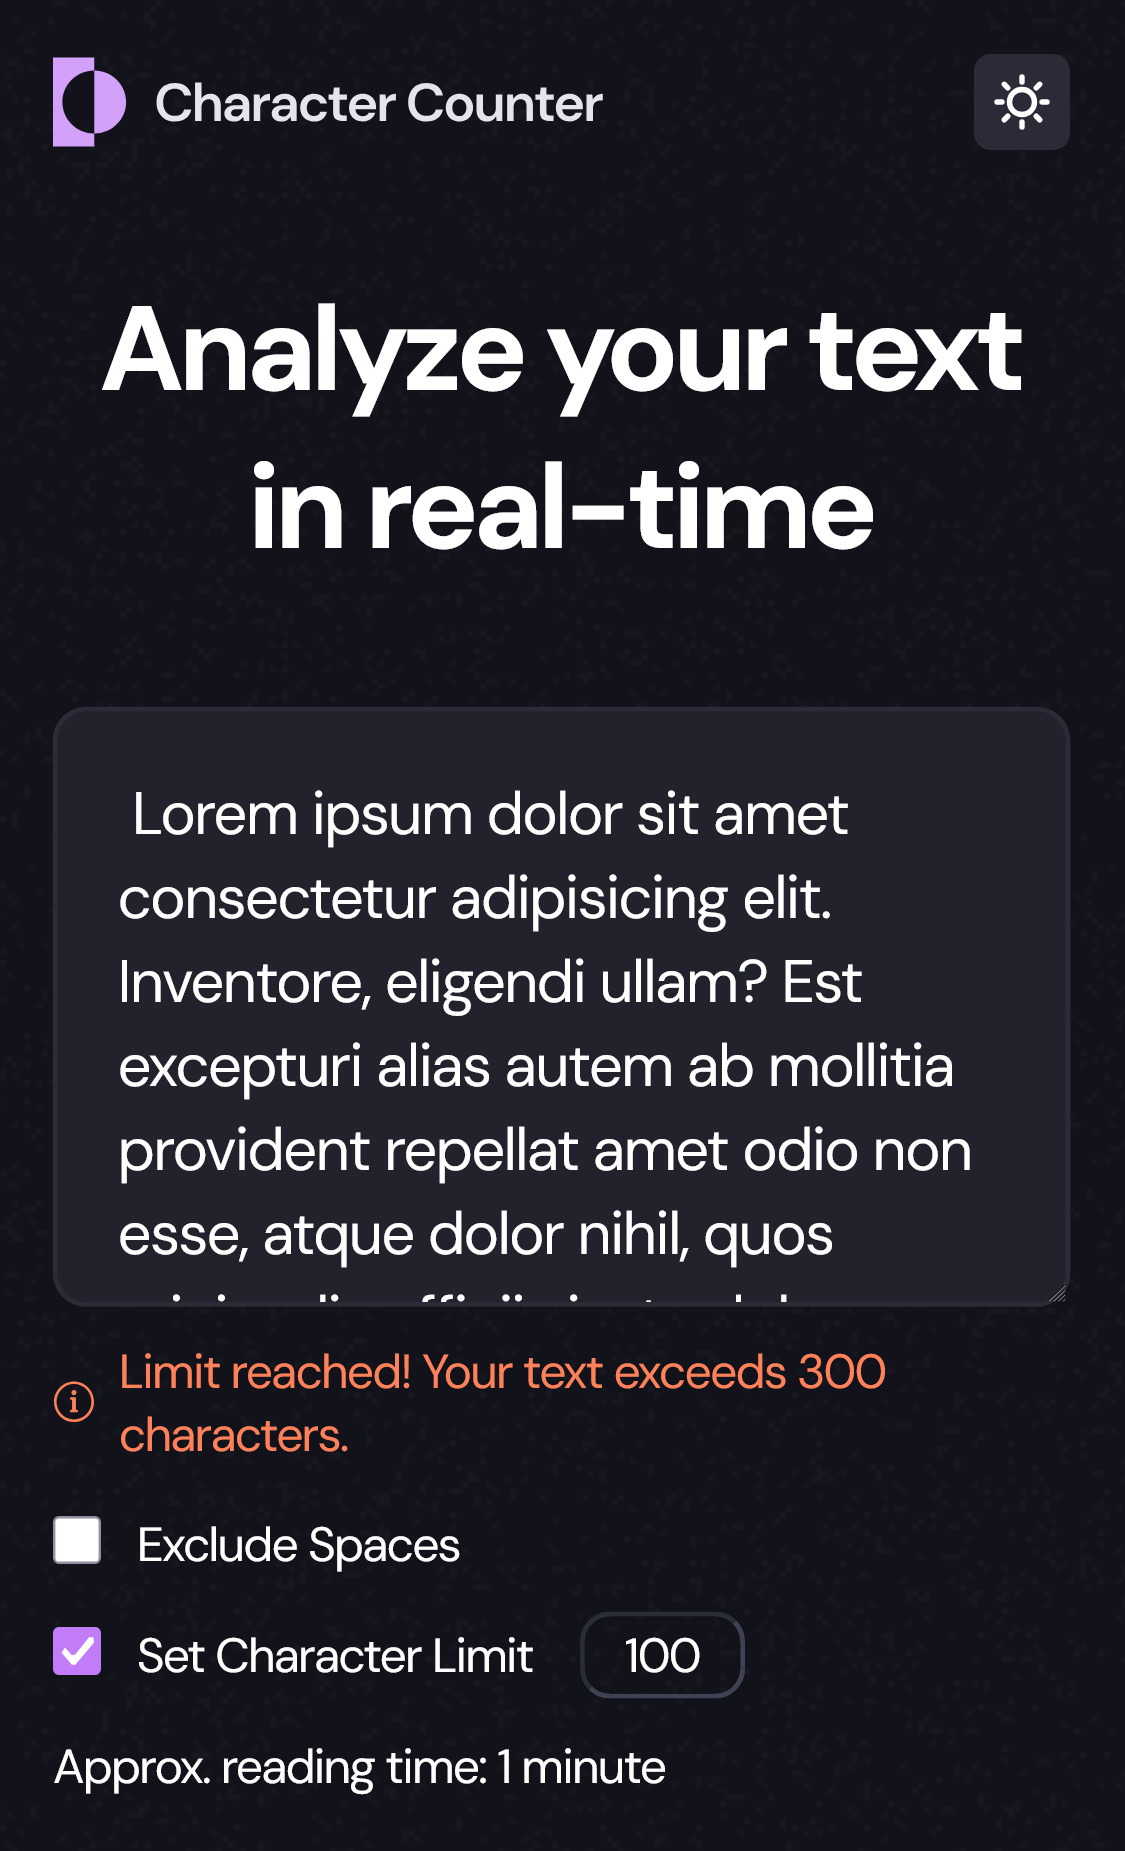 Character Counter
Analyze your text
in real-time
Lorem ipsum dolor sit amet
consectetur adipisicing elit.
Inventore, eligendi ullam? Est
excepturi alias autem ab mollitia
provident repellat amet odio non
esse, atque dolor nihil, quos
Limit reached! Your text exceeds 300
characters.
Exclude Spaces
Set Character Limit 100
Approx. reading time: 1 minute